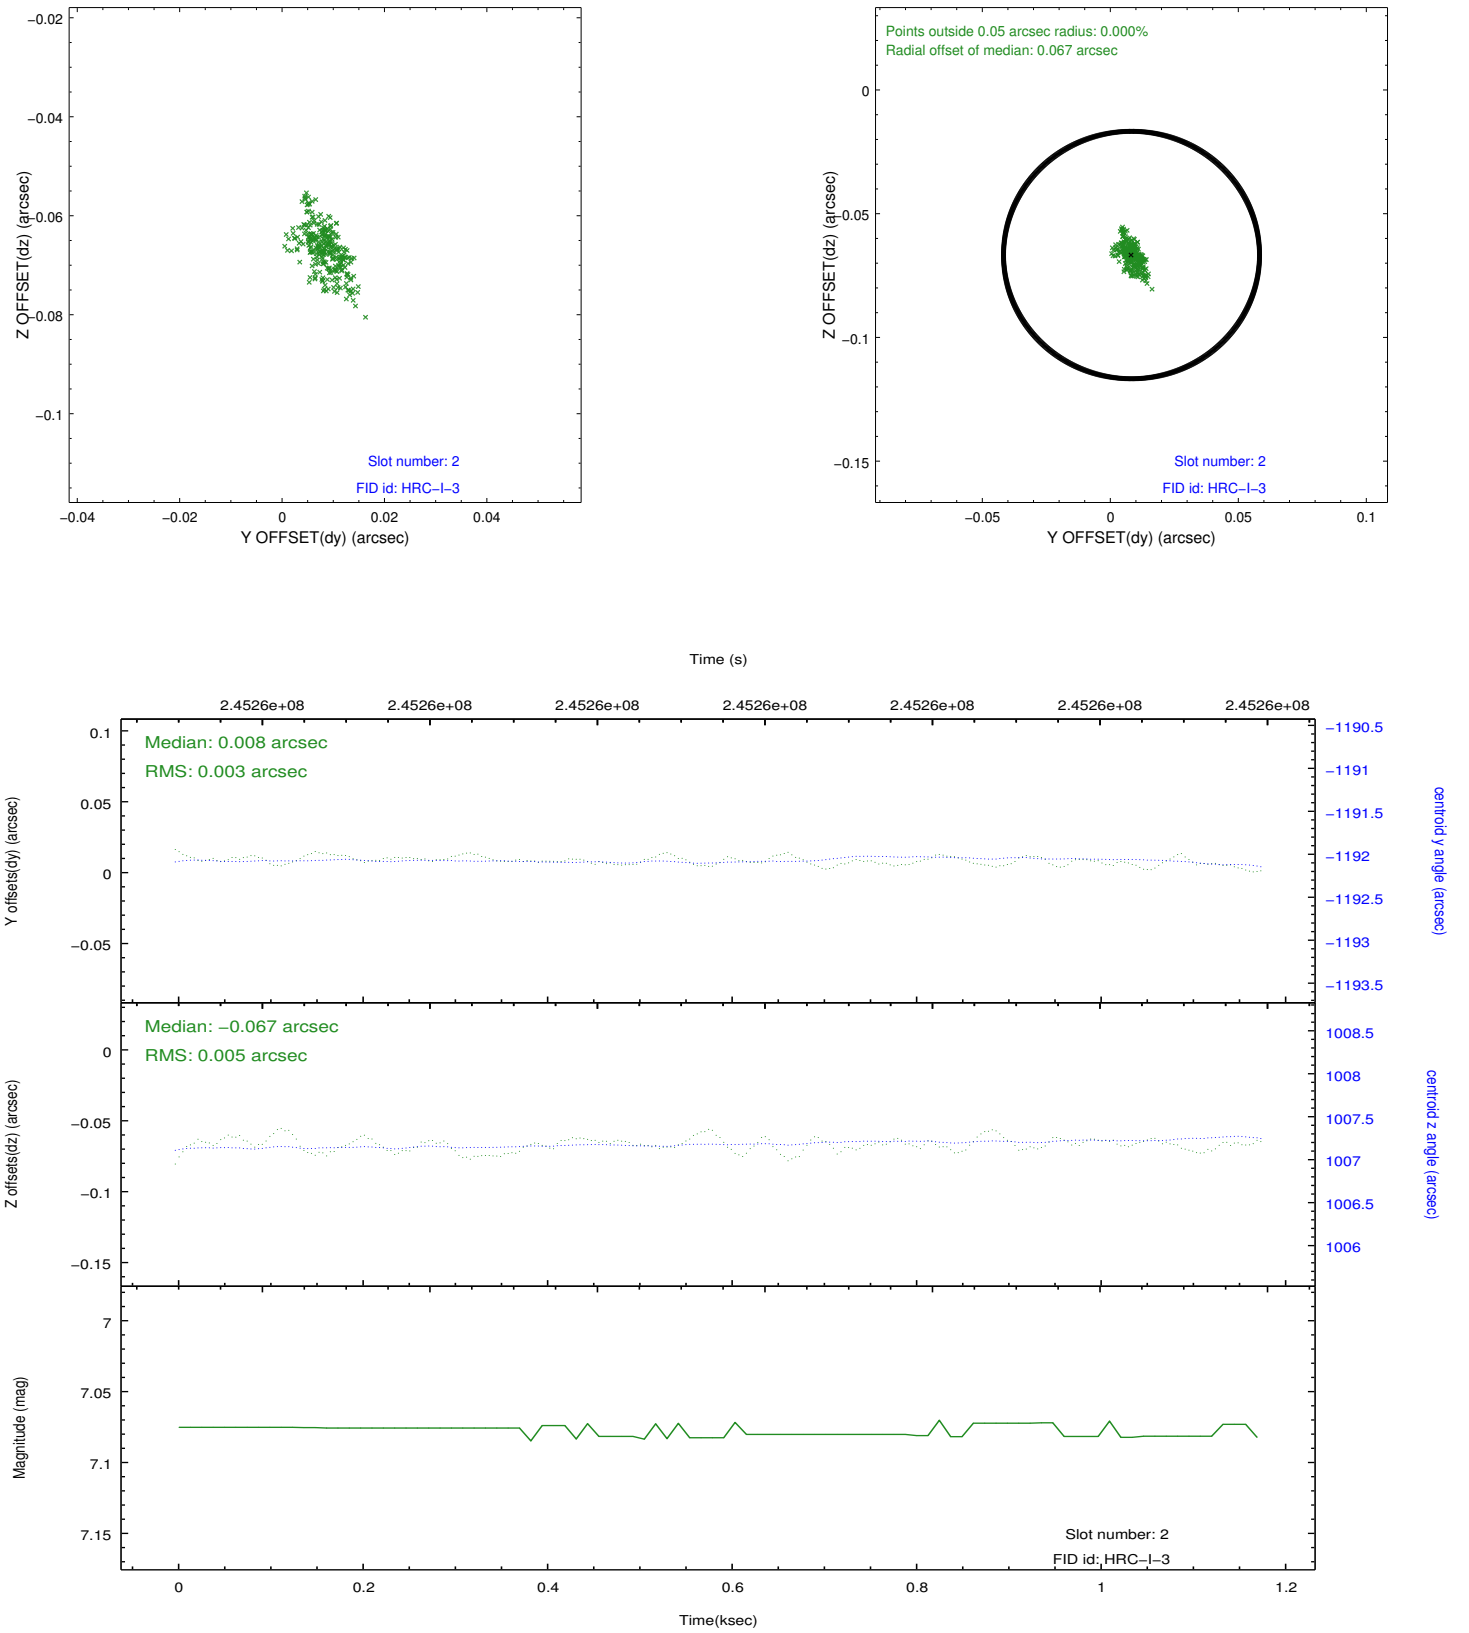 −0.02
−0.04
−0.06
−0.08
−0.1
Z OFFSET(dz) (arcsec)
Slot number: 2
FID id: HRC−I−3
−0.04 −0.02 0 0.02 0.04
Y OFFSET(dy) (arcsec)
Points outside 0.05 arcsec radius: 0.000%
Radial offset of median: 0.067 arcsec
0
−0.05
−0.1
−0.15
Z OFFSET(dz) (arcsec)
Slot number: 2
FID id: HRC−I−3
−0.05 0 0.05 0.1
Y OFFSET(dy) (arcsec)
Time (s)
2.4526e+08 2.4526e+08 2.4526e+08 2.4526e+08 2.4526e+08 2.4526e+08 2.4526e+08
Median: 0.008 arcsec
RMS: 0.003 arcsec
0.1
0.05
0
−0.05
Y offsets(dy) (arcsec)
−1190.5
−1191
−1191.5
−1192
−1192.5
−1193
−1193.5
centroid y angle (arcsec)
Median: −0.067 arcsec
RMS: 0.005 arcsec
0
−0.05
−0.1
−0.15
Z offsets(dz) (arcsec)
1008.5
1008
1007.5
1007
1006.5
1006
centroid z angle (arcsec)
7
7.05
7.1
7.15
Magnitude (mag)
Slot number: 2
FID id: HRC−I−3
0 0.2 0.4 0.6 0.8 1 1.2
Time(ksec)